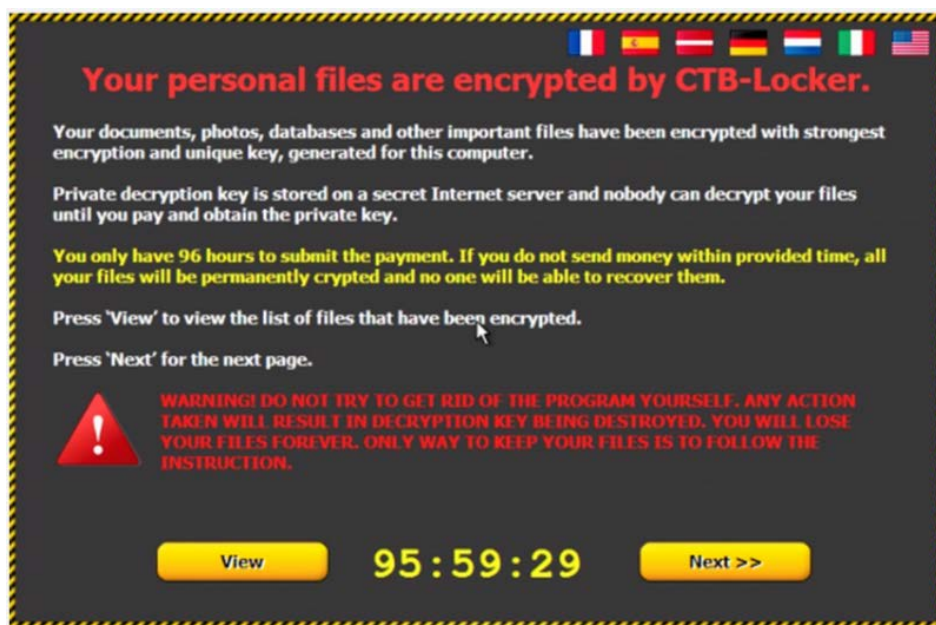 Your personal files are encrypted by CTB-Locker.
Your documents, photos, databases and other important files have been encrypted with strongest
encryption and unique key, generated for this computer.
Private decryption key is stored on a secret Internet server and nobody can decrypt your files
until you pay and obtain the private key.
You only have 96 hours to submit the payment. If you do not send money within provided time, all
your files will be permanently crypted and no one will be able to recover them.
Press 'View' to view the list of files that have been encrypted.
Press 'Next' for the next page.
WARNING! DO NOT TRY TO GET RID OF THE PROGRAM YOURSELF. ANY ACTION
TAKEN WILL RESULT IN DECRYPTION KEY BEING DESTROYED. YOU WILL LOSE
YOUR FILES FOREVER. ONLY WAY TO KEEP YOUR FILES IS TO FOLLOW THE
INSTRUCTION.
View
95:59:29
Next >>